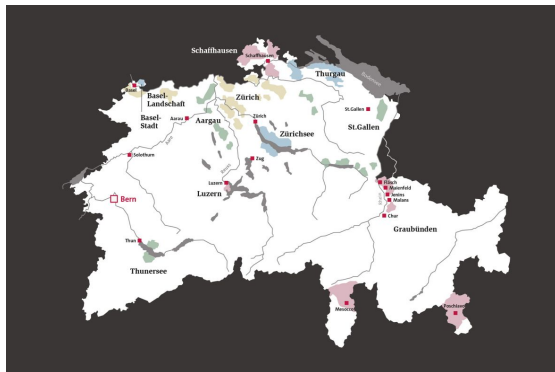 Schaffhausen
Schaffhausen
Thurgau
Basel
Basel-
Landschaft
Zürich
Basel-
Stadt
Aarau
Aargau
Zürich
St.Gallen
Zürichsee
St.Gallen
Solothurn
Zug
Luzern
Luzern
Fläsch
Maienfeld
Jenins
Malans
Bern
Chur
Graubünden
Thun
Thunersee
Mesocco
Poschiavo